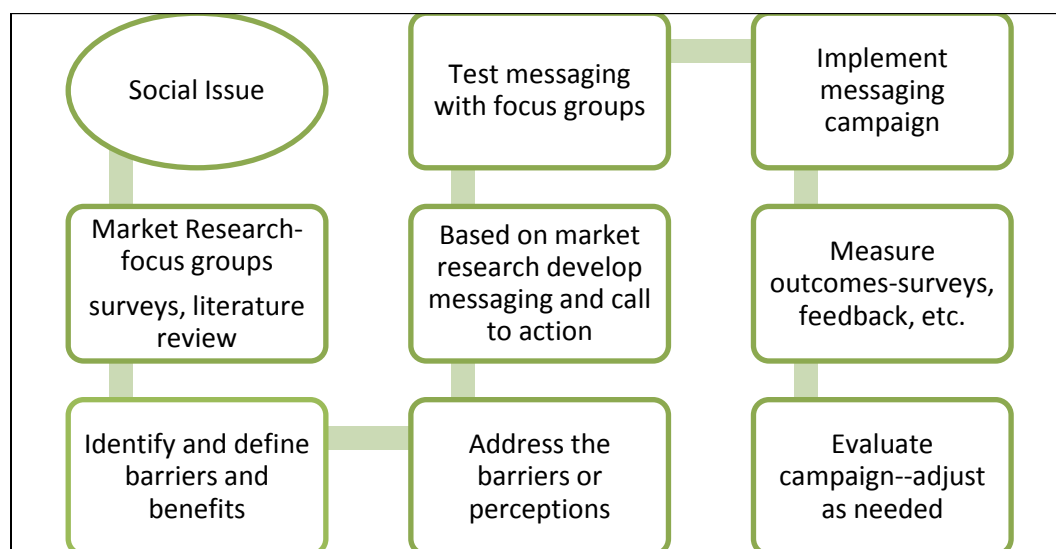 Social Issue
Market Research-
focus groups
surveys, literature
review
Identify and define
barriers and
benefits
Address the
barriers or
perceptions
Based on market
research develop
messaging and call
to action
Test messaging
with focus groups
Implement
messaging
campaign
Measure
outcomes-surveys,
feedback, etc.
Evaluate
campaign--adjust
as needed